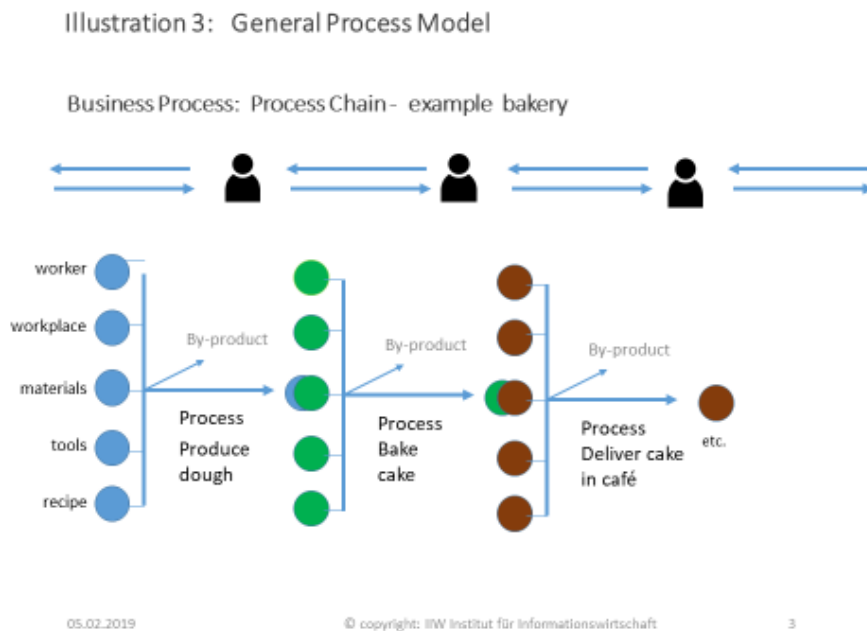 Illustration 3: General Process Model
Business Process: Process Chain - example bakery
worker
workplace
materials
tools
recipe
By-product
Process
Produce
dough
By-product
Process
Bake
cake
By-product
Process
Deliver cake
in café
etc.
05.02.2019
© copyright: IIW Institut für Informationswirtschaft
3